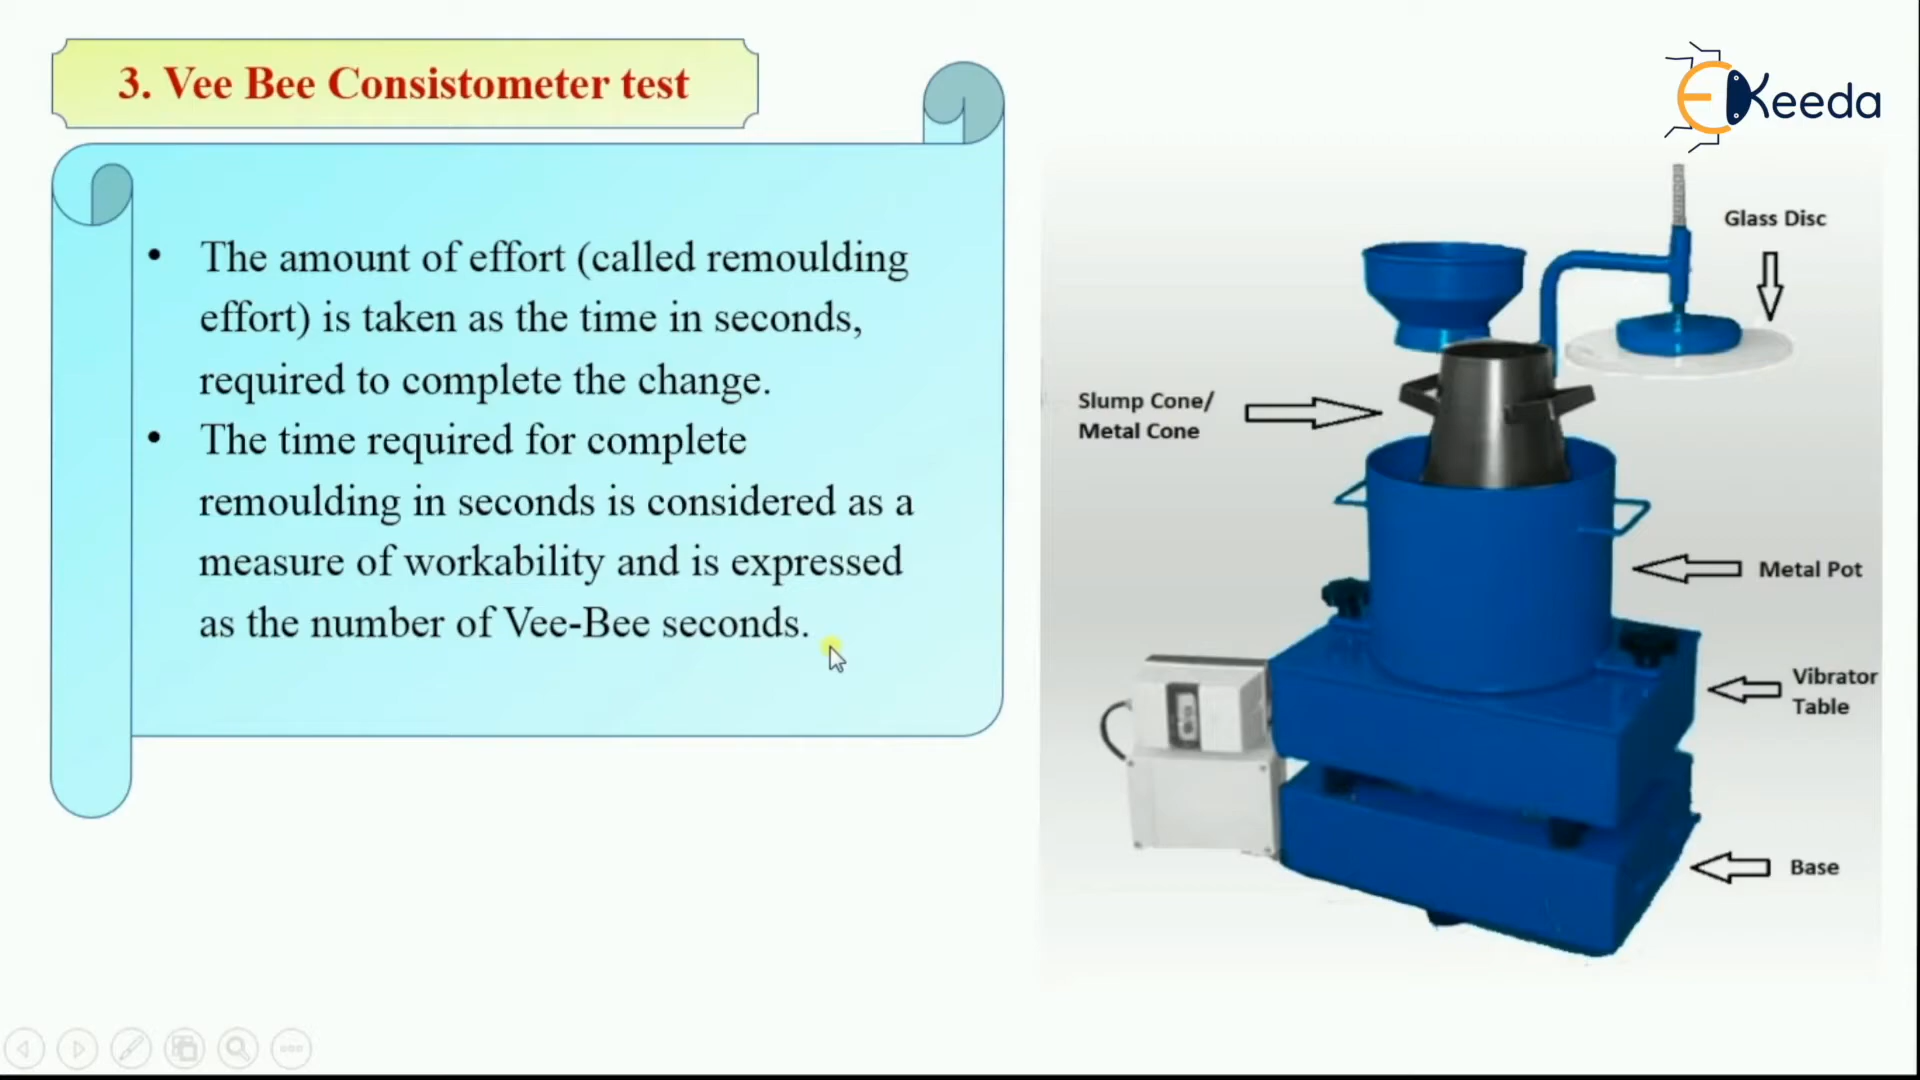 3. Vee Bee Consistometer test
Keeda
• The amount of effort (called remoulding
effort) is taken as the time in seconds,
required to complete the change.
• The time required for complete
remoulding in seconds is considered as a
measure of workability and is expressed
as the number of Vee-Bee seconds.
Glass Disc
Slump Cone/
Metal Cone
Metal Pot
Vibrator
Table
Base